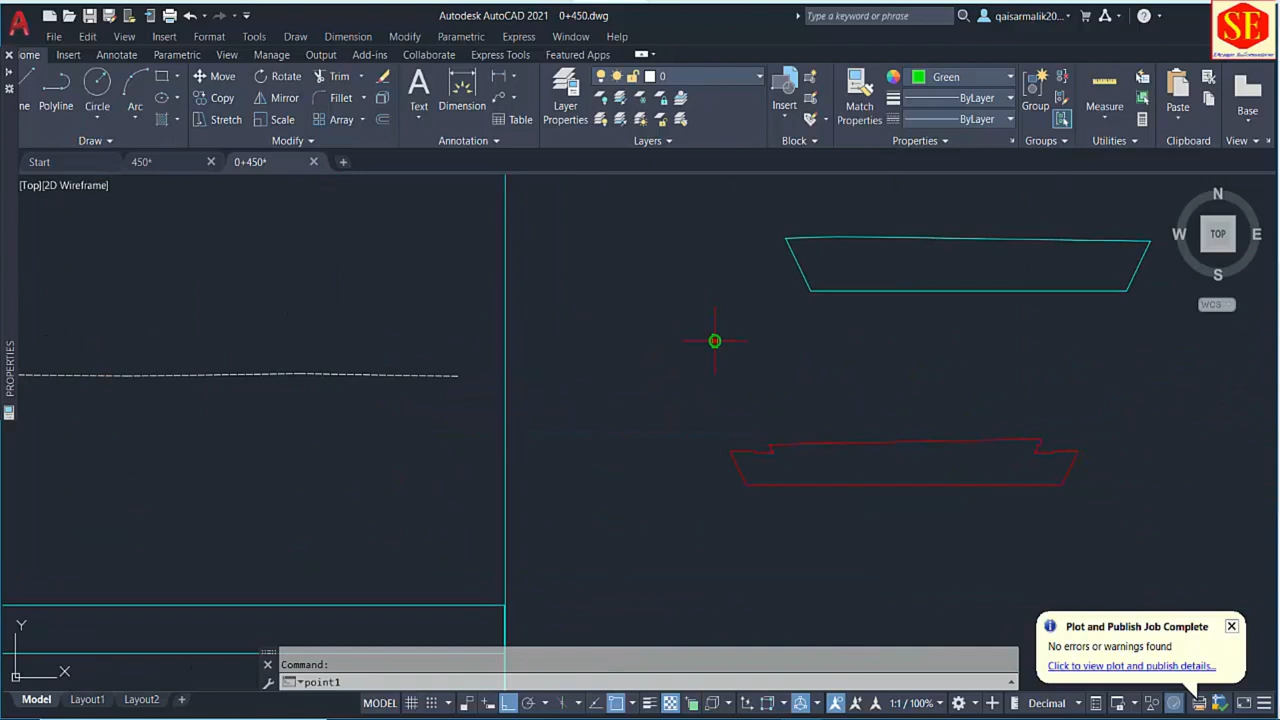 Autodesk AutoCAD 2021 0+450.dwg
Type a keyword or phrase
qaisarmalik20...
SE
File Edit View Insert Format Tools Draw Dimension Modify Parametric Express Window Help
ome Insert Annotate Parametric View Manage Output Add-ins Collaborate Express Tools Featured Apps
Move Rotate Trim
0
Green
ne Polyline Circle Arc
Copy Mirror Fillet
Text Dimension
Layer Properties
Insert
Match Properties
ByLayer
Group Measure Paste Base
Stretch Scale Array
Table
ByLayer
Draw Modify Annotation Layers Block Properties Groups Utilities Clipboard View
Start 450* 0+450*
[Top][2D Wireframe]
N
W TOP E
S
WCS
PROPERTIES
Plot and Publish Job Complete
No errors or warnings found
Click to view plot and publish details...
Y
X
Command:
point1
Model Layout1 Layout2
MODEL 1:1 / 100% Decimal